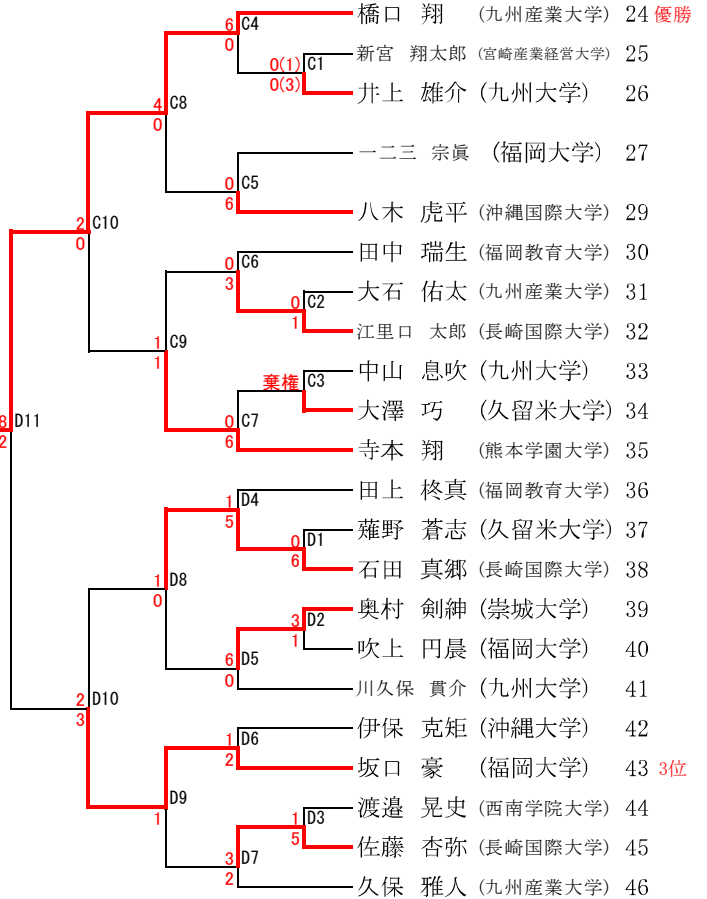 橋口 翔 (九州産業大学) 24 優勝
6 C4
0
新宮 翔太郎 (宮崎産業経営大学) 25
0(1) C1
0(3)
井上 雄介 (九州大学) 26
4 C8
0
一二三 宗眞 (福岡大学) 27
0 C5
6
八木 虎平 (沖縄国際大学) 29
2 C10
0
田中 瑞生 (福岡教育大学) 30
0 C6
3
大石 佑太 (九州産業大学) 31
0 C2
1
江里口 太郎 (長崎国際大学) 32
1 C9
1
中山 息吹 (九州大学) 33
棄権 C3
大澤 巧 (久留米大学) 34
0 C7
6
寺本 翔 (熊本学園大学) 35
8 D11
2
田上 柊真 (福岡教育大学) 36
1 D4
5
薙野 蒼志 (久留米大学) 37
0 D1
6
石田 真郷 (長崎国際大学) 38
1 D8
0
奥村 剣紳 (崇城大学) 39
3 D2
1
吹上 円晨 (福岡大学) 40
6 D5
0
川久保 貫介 (九州大学) 41
2 D10
3
伊保 克矩 (沖縄大学) 42
1 D6
2
坂口 豪 (福岡大学) 43 3位
D9
1
渡邉 晃史 (西南学院大学) 44
1 D3
5
佐藤 杏弥 (長崎国際大学) 45
3 D7
2
久保 雅人 (九州産業大学) 46